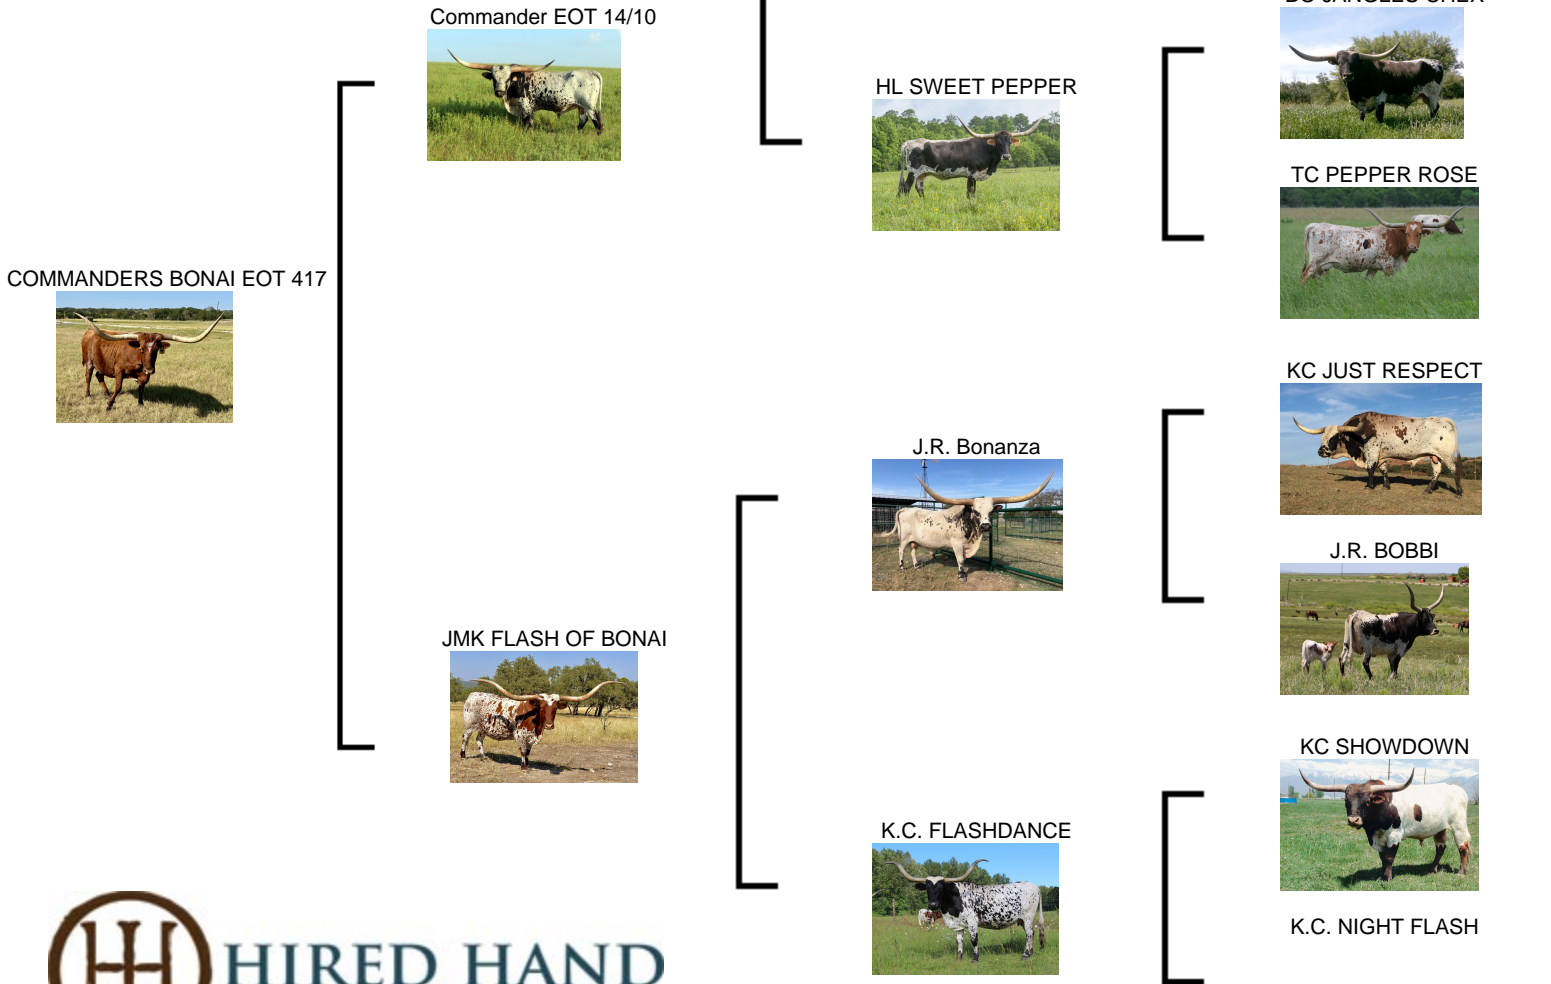 Commander EOT 14/10
HL SWEET PEPPER
TC PEPPER ROSE
COMMANDERS BONAI EOT 417
KC JUST RESPECT
J.R. Bonanza
J.R. BOBBI
JMK FLASH OF BONAI
KC SHOWDOWN
K.C. FLASHDANCE
K.C. NIGHT FLASH
HIRED HAND